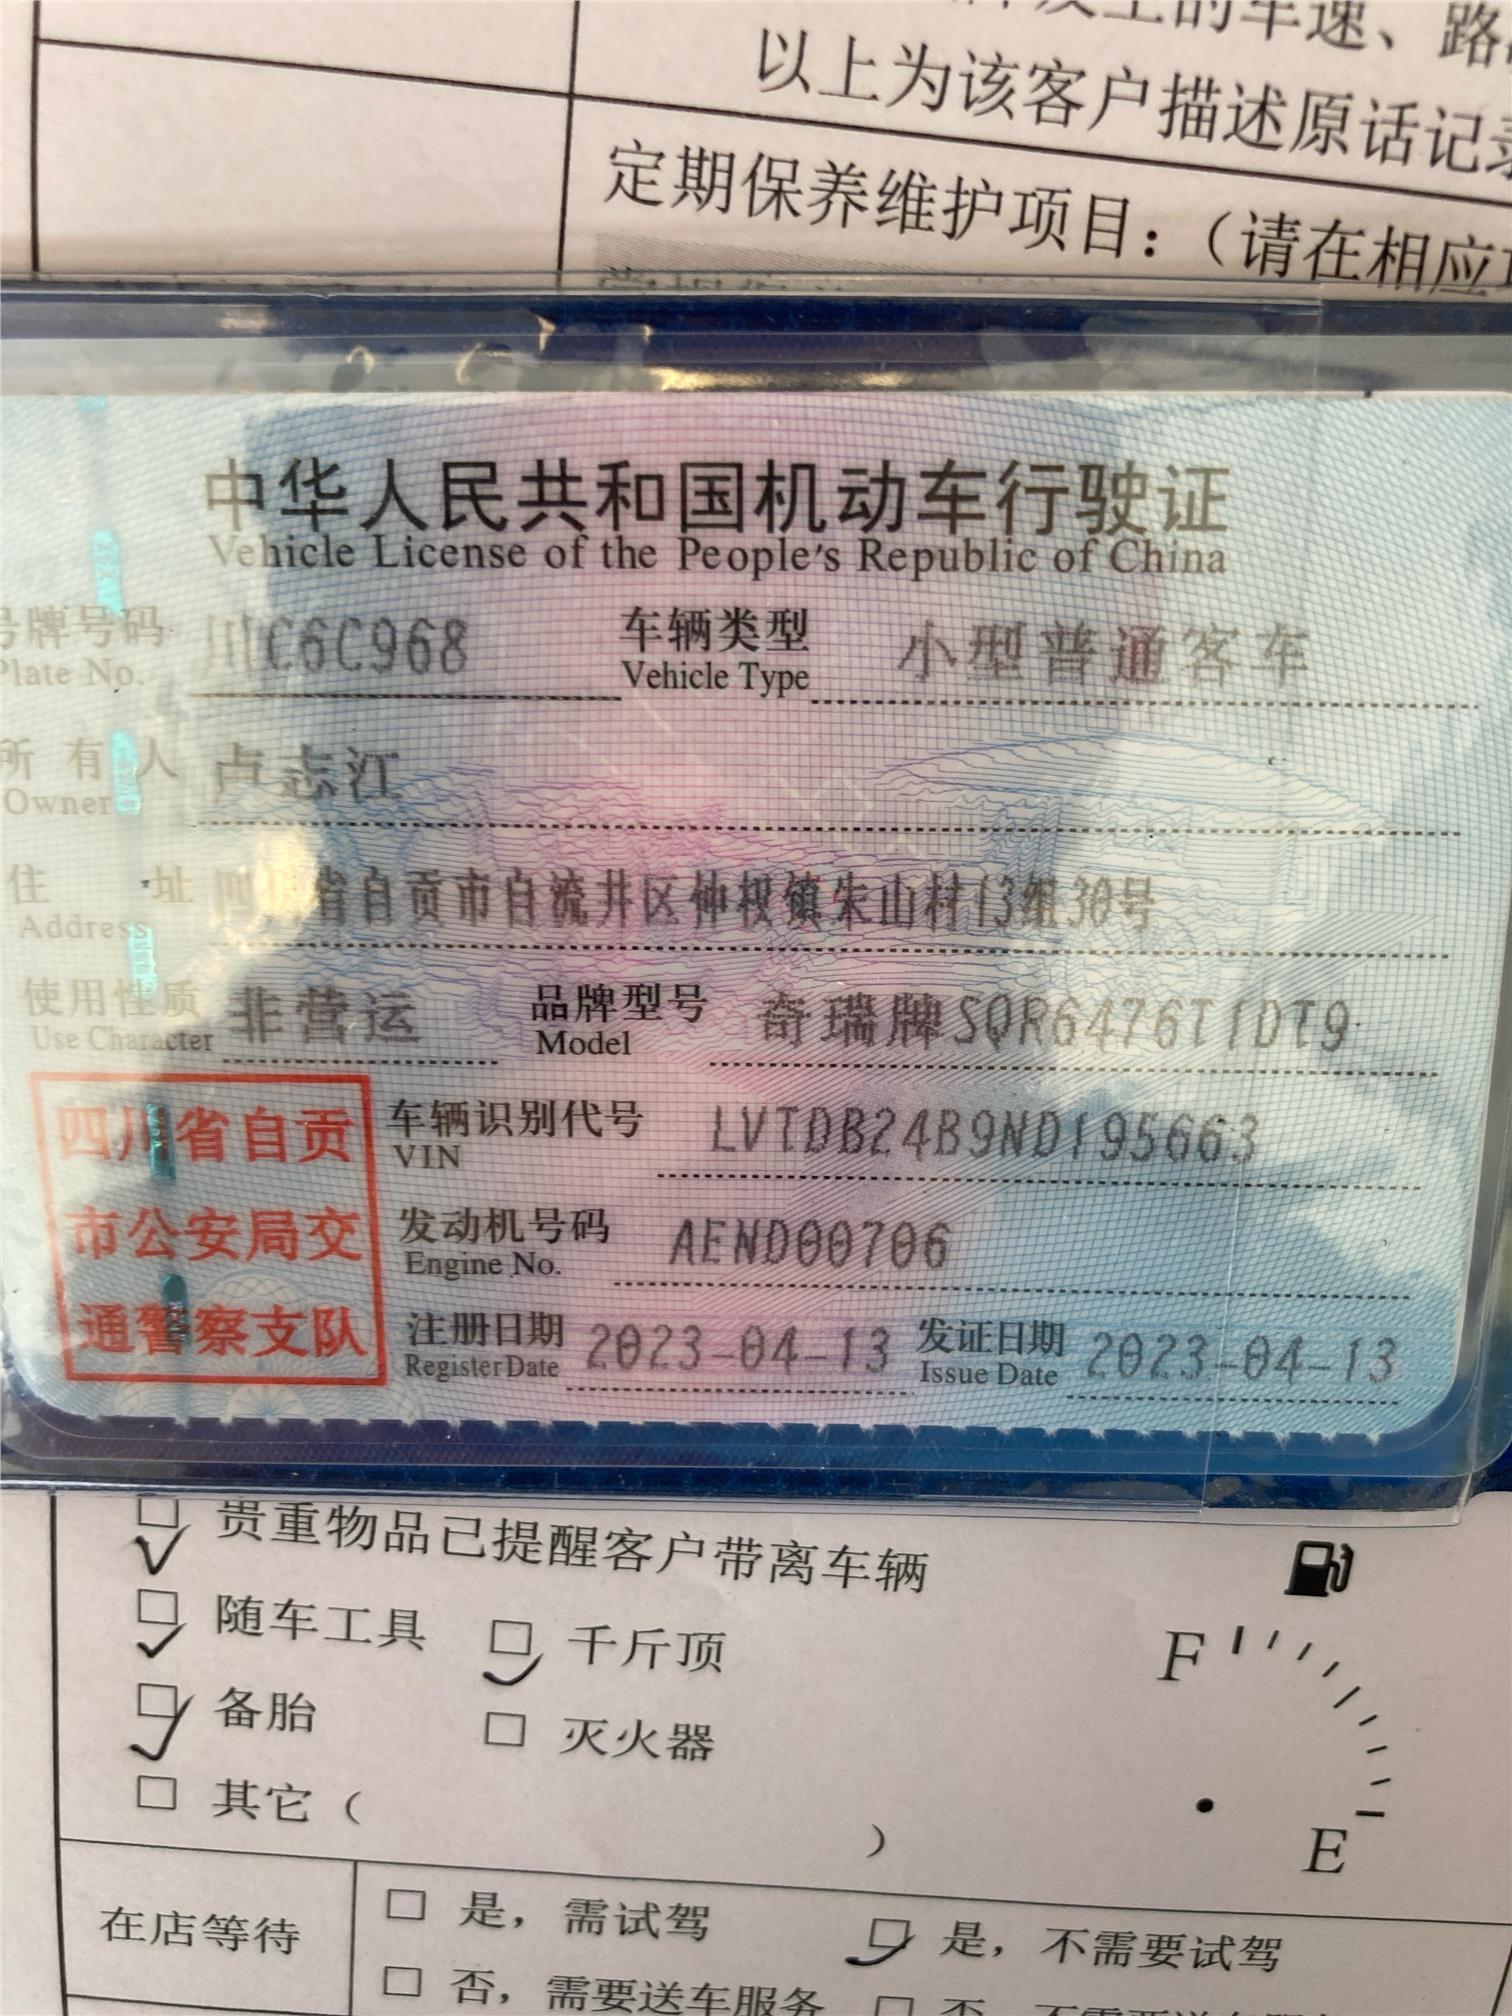 的车速、路
以上为该客户描述原话记录
定期保养维护项目：（请在相应
中华人民共和国机动车行驶证
Vehicle License of the People's Republic of China
号牌号码 川C6C968 车辆类型 小型普通客车
Plate No. Vehicle Type
所有人 卢志江
Owner
住址 四川省自贡市自流井区仲权镇朱山村13组30号
Address
使用性质 非营运 品牌型号 奇瑞牌SQR6476T1DT9
Use Character Model
四川省自贡
市公安局交
通警察支队
车辆识别代号 LVTDB24B9ND195663
VIN
发动机号码 AEND00706
Engine No.
注册日期 2023-04-13 发证日期 2023-04-13
Register Date Issue Date
贵重物品已提醒客户带离车辆
随车工具 千斤顶
备胎 灭火器
其它（ ）
F
E
在店等待 是，需试驾 是，不需要试驾
否，需要送车服务